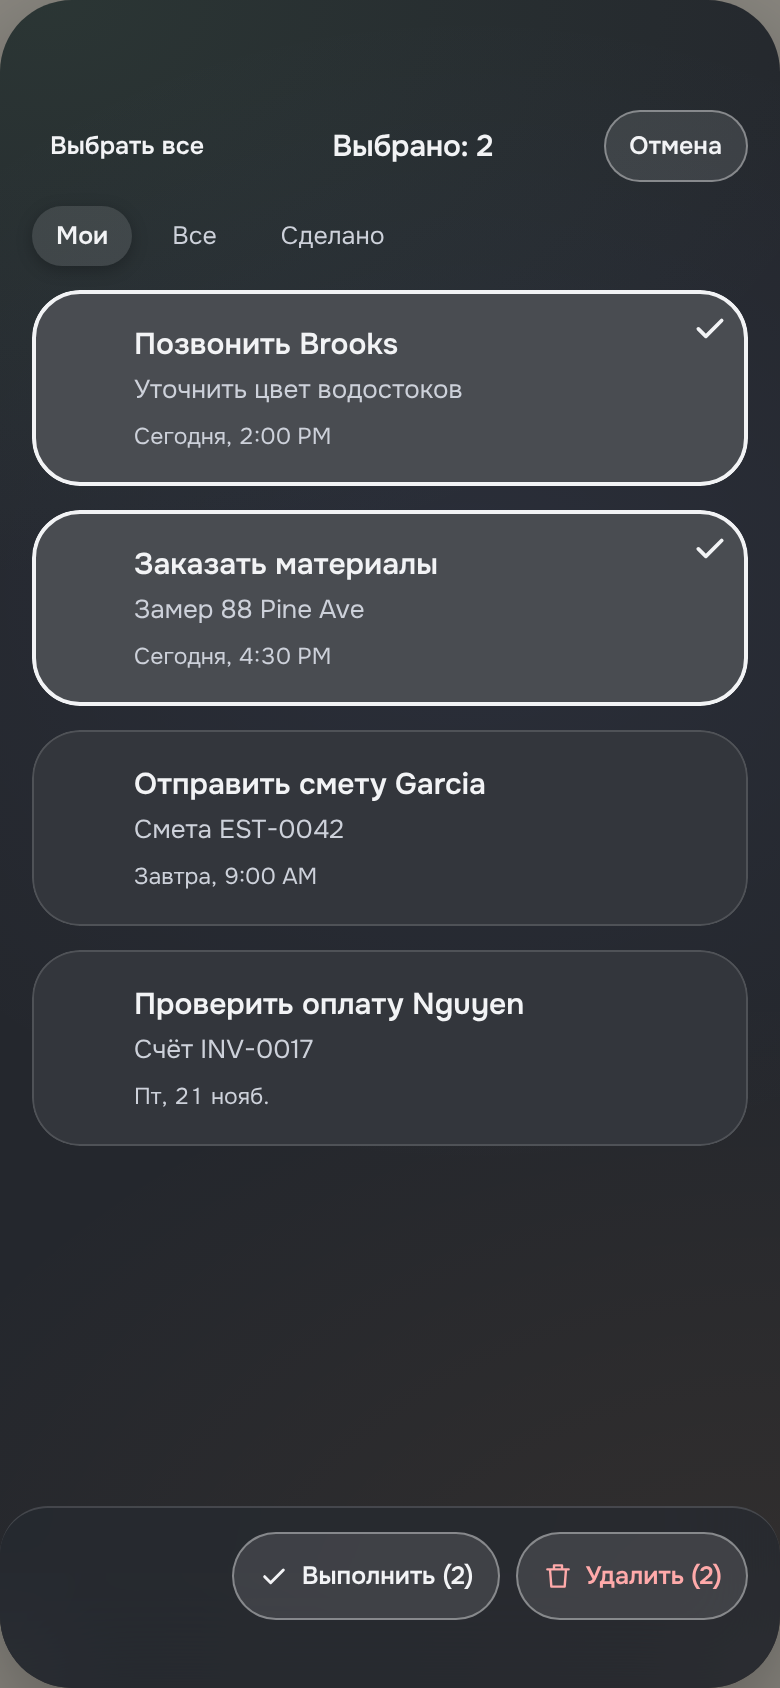 Выбрать все
Выбрано: 2
Отмена
Мои
Все
Сделано
Позвонить Brooks
Уточнить цвет водостоков
Сегодня, 2:00 PM
Заказать материалы
Замер 88 Pine Ave
Сегодня, 4:30 PM
Отправить смету Garcia
Смета EST-0042
Завтра, 9:00 AM
Проверить оплату Nguyen
Счёт INV-0017
Пт, 21 нояб.
Выполнить (2)
Удалить (2)